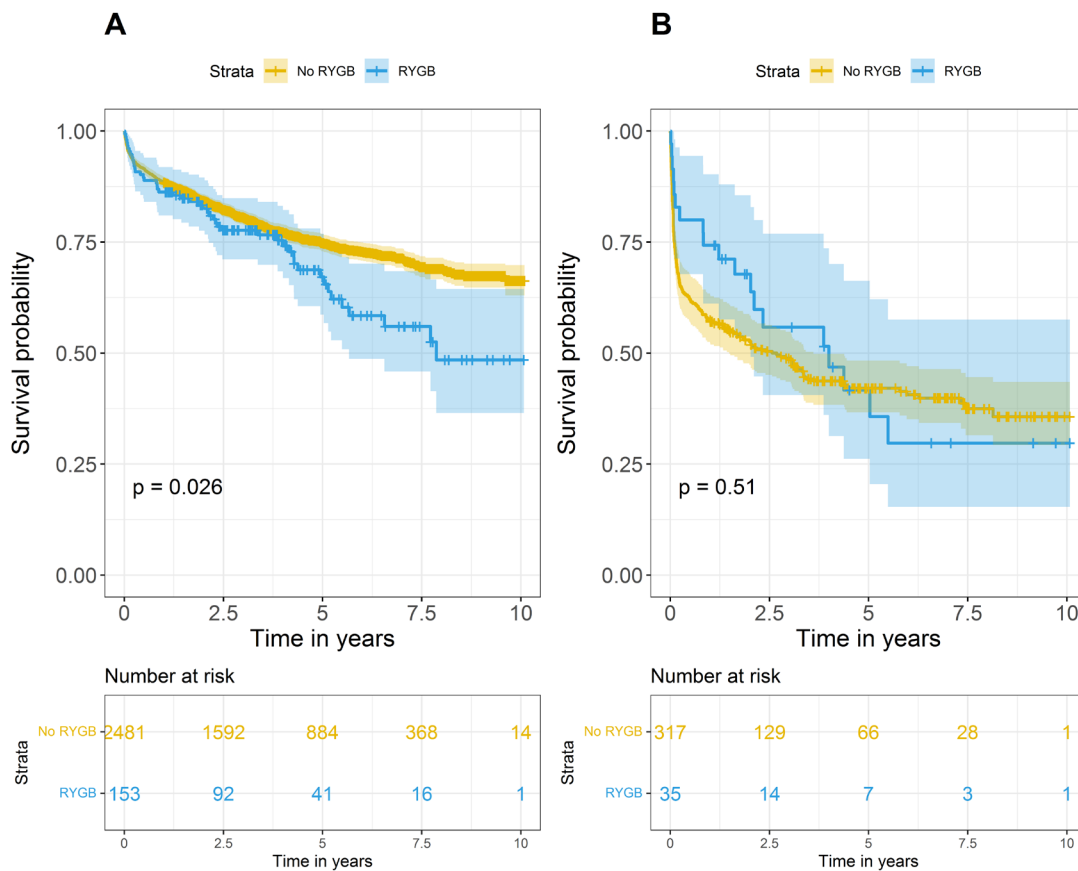 A
Strata No RYGB RYGB
Survival probability
1.00
0.75
0.50
0.25
0.00
p = 0.026
0 2.5 5 7.5 10
Time in years
Number at risk
Strata
No RYGB 2481 1592 884 368 14
RYGB 153 92 41 16 1
0 2.5 5 7.5 10
Time in years
B
Strata No RYGB RYGB
Survival probability
1.00
0.75
0.50
0.25
0.00
p = 0.51
0 2.5 5 7.5 10
Time in years
Number at risk
Strata
No RYGB 317 129 66 28 1
RYGB 35 14 7 3 1
0 2.5 5 7.5 10
Time in years